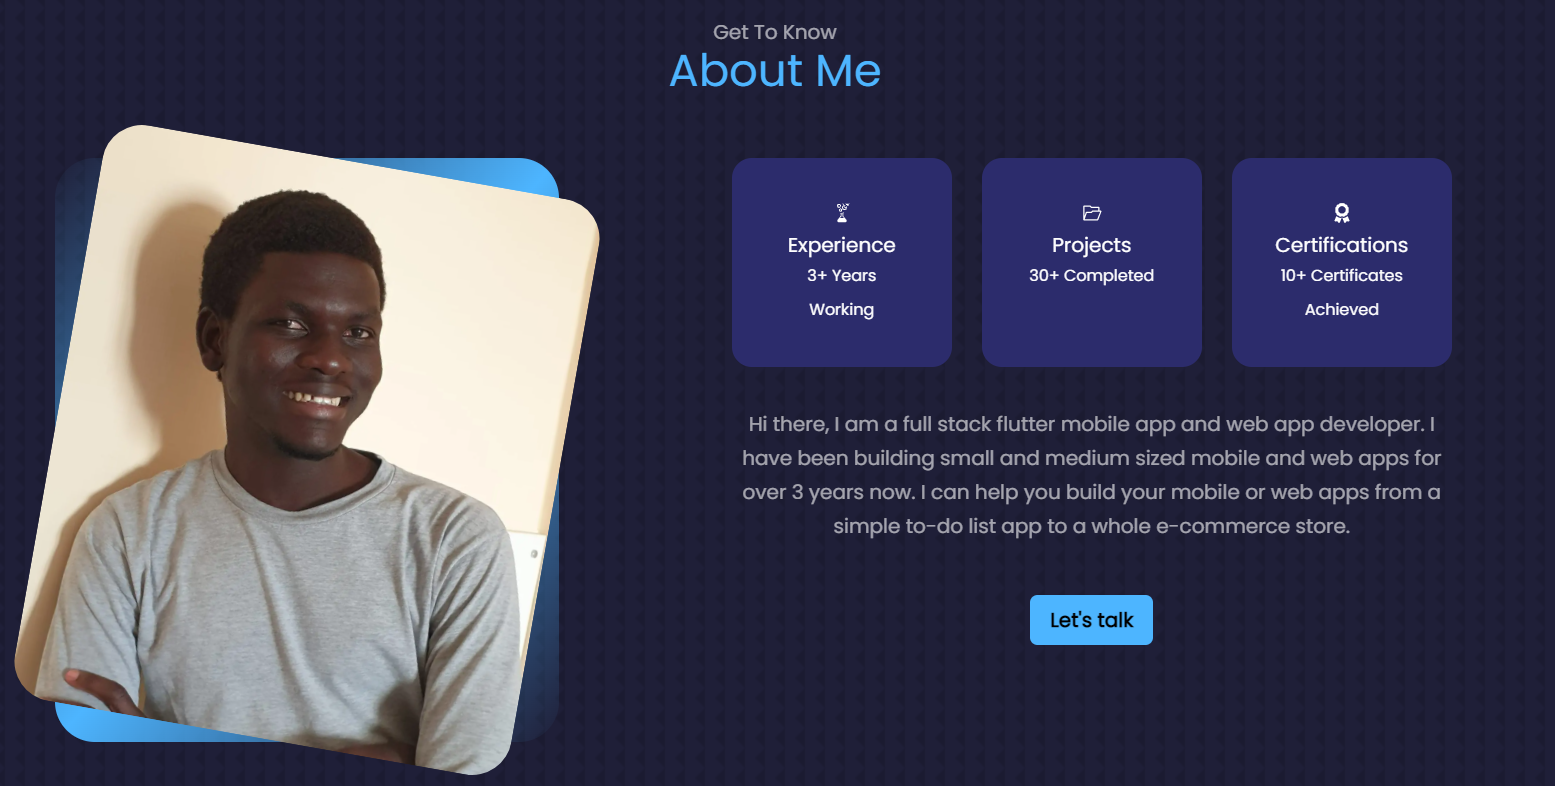 Get To Know
About Me
Experience
3+ Years
Working
Projects
30+ Completed
Certifications
10+ Certificates
Achieved
Hi there, I am a full stack flutter mobile app and web app developer. I
have been building small and medium sized mobile and web apps for
over 3 years now. I can help you build your mobile or web apps from a
simple to-do list app to a whole e-commerce store.
Let's talk